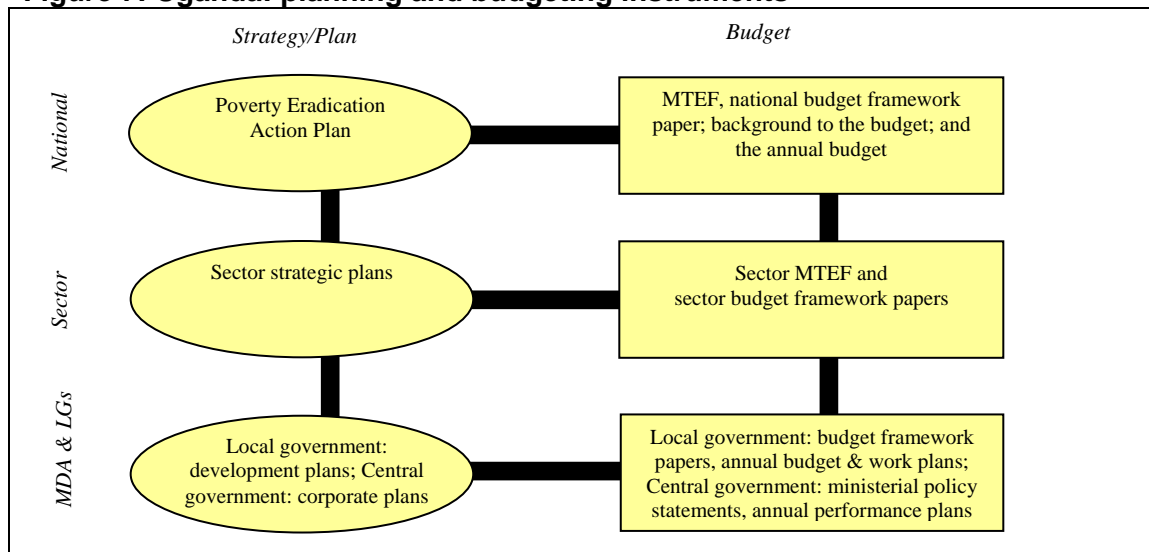 Figure Uganda: planning and budgeting instruments
Strategy/Plan
Budget
National
Poverty Eradication
Action Plan
MTEF, national budget framework
paper; background to the budget; and
the annual budget
Sector
Sector strategic plans
Sector MTEF and
sector budget framework papers
MDA & LGs
Local government:
development plans; Central
government: corporate plans
Local government: budget framework
papers, annual budget & work plans;
Central government: ministerial policy
statements, annual performance plans